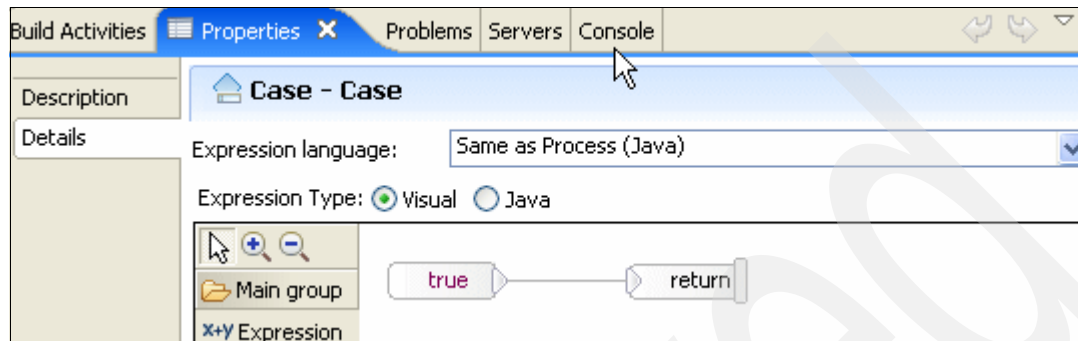 Build Activities Properties Problems Servers Console
Description
Case - Case
Details
Expression language: Same as Process (Java)
Expression Type: Visual Java
true return
Main group
x+y Expression